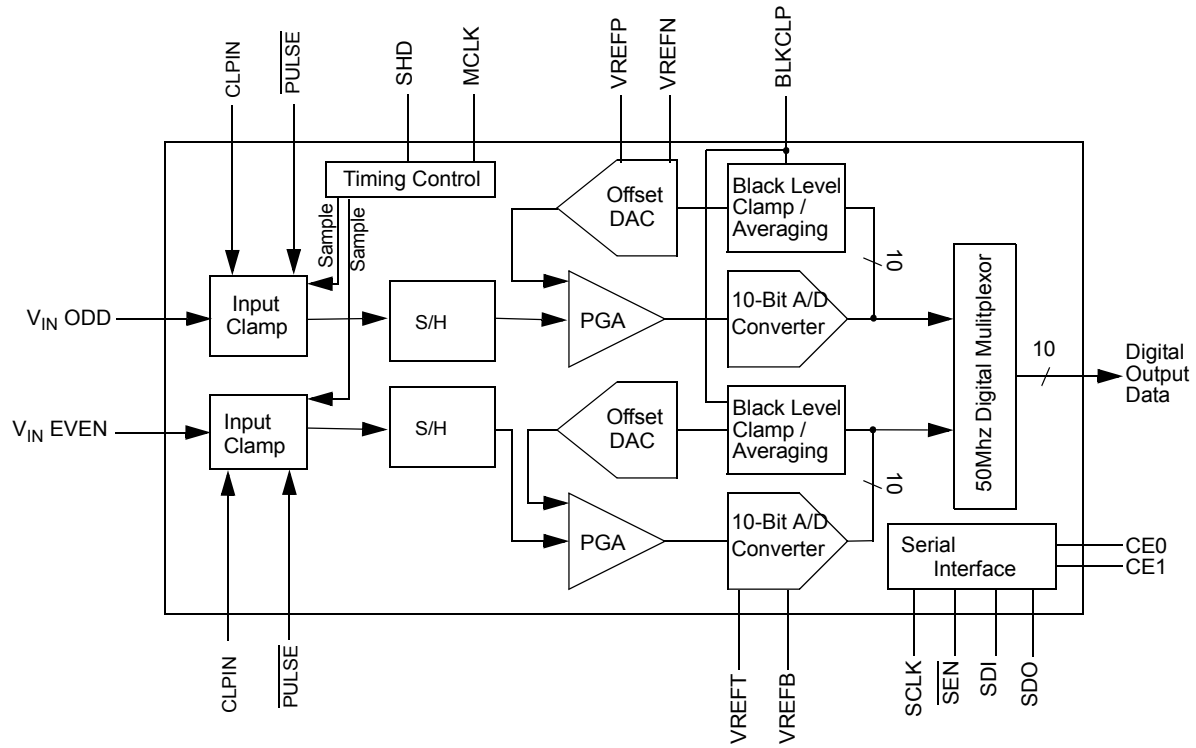 CLPIN
PULSE
SHD
MCLK
VREFP
VREFN
BLKCLP
Timing Control
Sample
Sample
Offset
DAC
Black Level
Clamp /
Averaging
10
VIN ODD
Input
Clamp
S/H
PGA
10-Bit A/D
Converter
50Mhz Digital Mulitplexor
10
Digital
Output
Data
VIN EVEN
Input
Clamp
S/H
Offset
DAC
Black Level
Clamp /
Averaging
10
PGA
10-Bit A/D
Converter
Serial
Interface
CE0
CE1
CLPIN
PULSE
VREFT
VREFB
SCLK
SEN
SDI
SDO